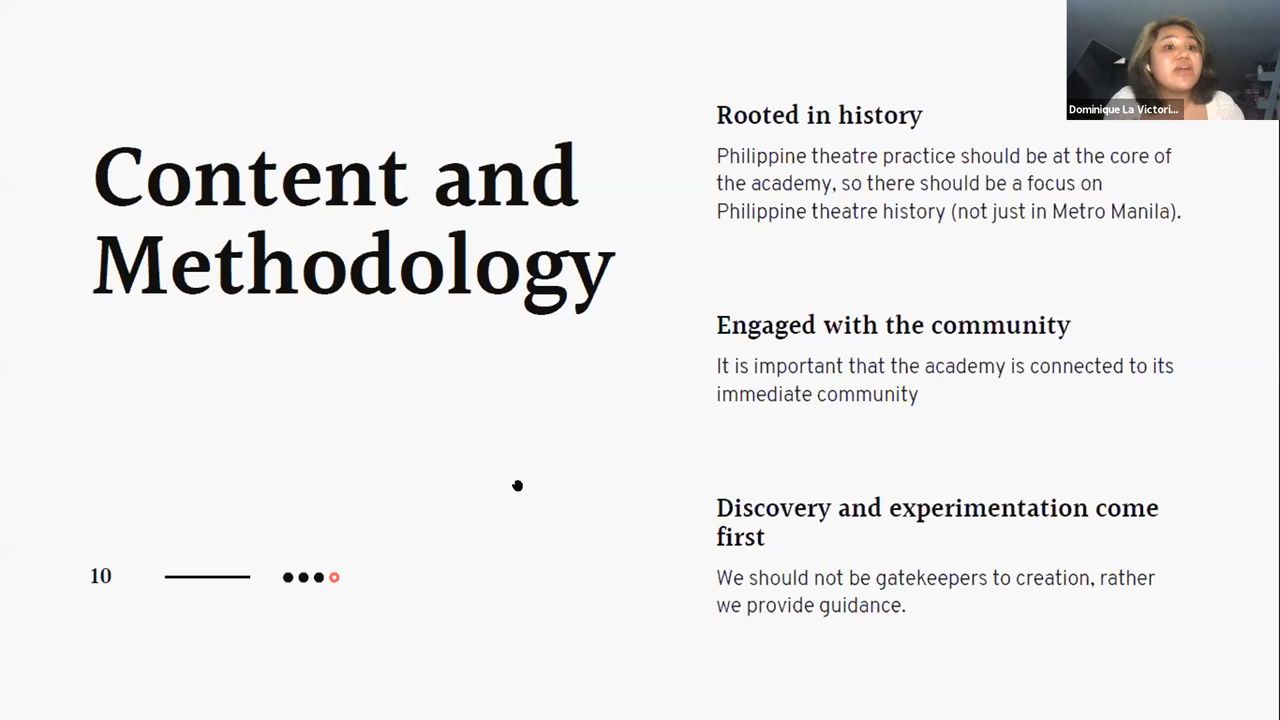 Content and
Methodology
10
Rooted in history
Philippine theatre practice should be at the core of
the academy, so there should be a focus on
Philippine theatre history (not just in Metro Manila).
Engaged with the community
It is important that the academy is connected to its
immediate community
Discovery and experimentation come
first
We should not be gatekeepers to creation, rather
we provide guidance.
Dominique La Victori...